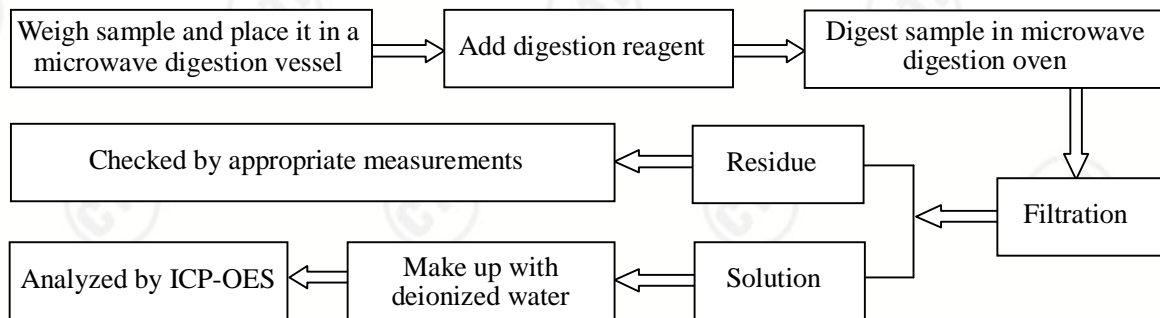 Weigh sample and place it in a
microwave digestion vessel
Add digestion reagent
Digest sample in microwave
digestion oven
Checked by appropriate measurements
Residue
Filtration
Analyzed by ICP-OES
Make up with
deionized water
Solution